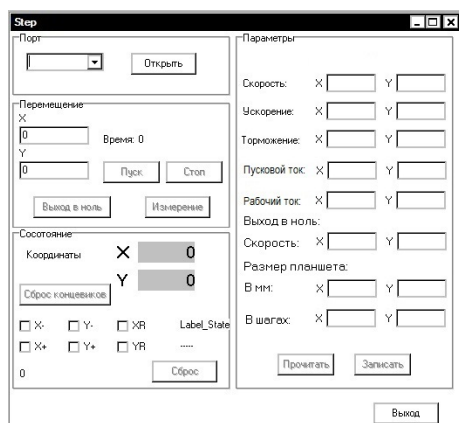 Step
Порт
Открыть
Перемещение
X
0
Время: 0
Y
0
Пуск
Стоп
Выход в ноль
Измерение
Сосотояние
Координаты
X
0
Y
0
Сброс концевиков
X-
Y-
XR
Label_State
X+
Y+
YR
-----
0
Сброс
Параметры
Скорость: X Y
Ускорение: X Y
Торможение: X Y
Пусковой ток: X Y
Рабочий ток: X Y
Выход в ноль:
Скорость: X Y
Размер планшета:
В мм: X Y
В шагах: X Y
Прочитать
Записать
Выход